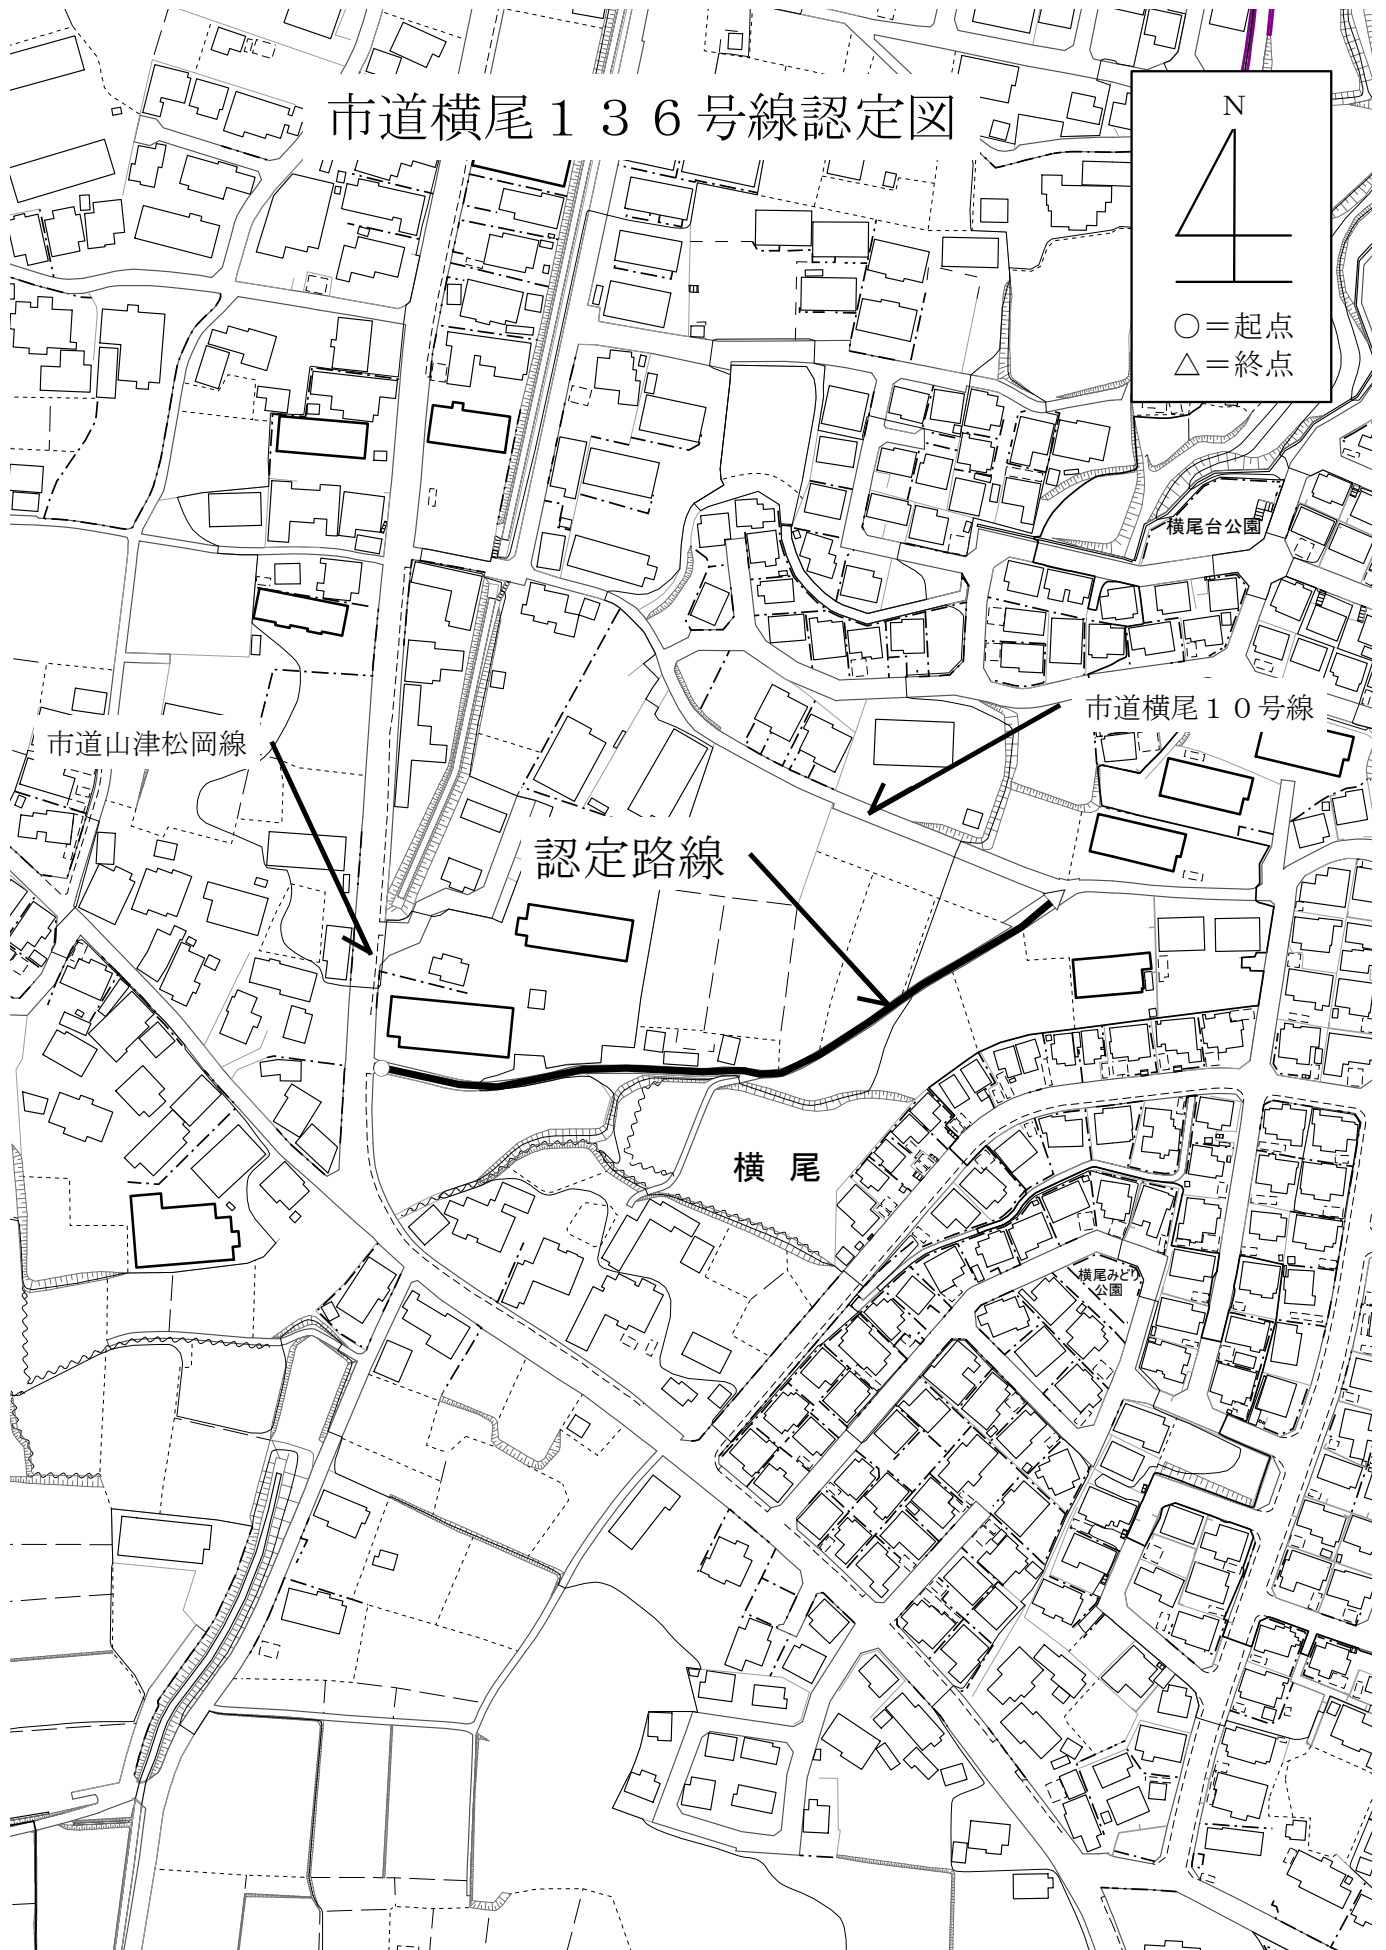 市道横尾１３６号線認定図
N
○＝起点
△＝終点
横尾台公園
市道横尾１０号線
市道山津松岡線
認定路線
横 尾
横尾みどり
公園